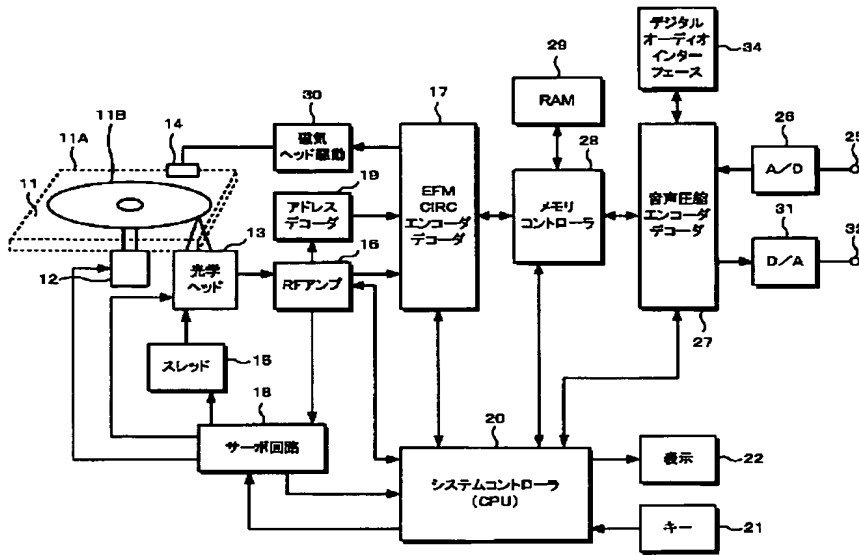 デジタル
オーディオ
インター
フェース
34
29
RAM
17
30
磁気
ヘッド駆動
11B
11A
14
11
19
アドレス
デコーダ
EFM
CIRC
エンコーダ
デコーダ
28
メモリ
コントローラ
音声圧縮
エンコーダ
デコーダ
26
A/D
25
31
D/A
32
27
12
13
光学
ヘッド
16
RFアンプ
スレッド
15
18
サーボ回路
20
システムコントローラ
(CPU)
表示
22
キー
21